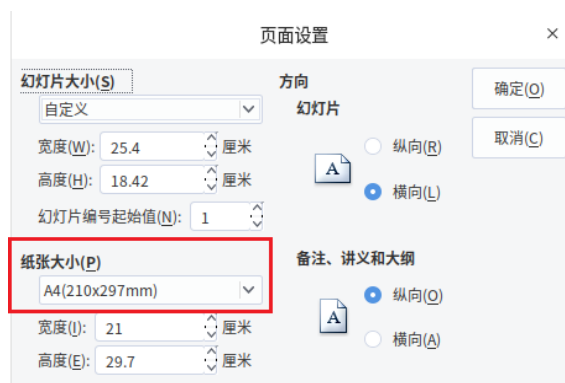 页面设置
幻灯片大小(S)
自定义
宽度(W): 25.4 厘米
高度(H): 18.42 厘米
幻灯片编号起始值(N): 1
纸张大小(P)
A4(210x297mm)
宽度(I): 21 厘米
高度(E): 29.7 厘米
方向
幻灯片
A
纵向(R)
横向(L)
备注、讲义和大纲
A
纵向(O)
横向(A)
确定(O)
取消(C)